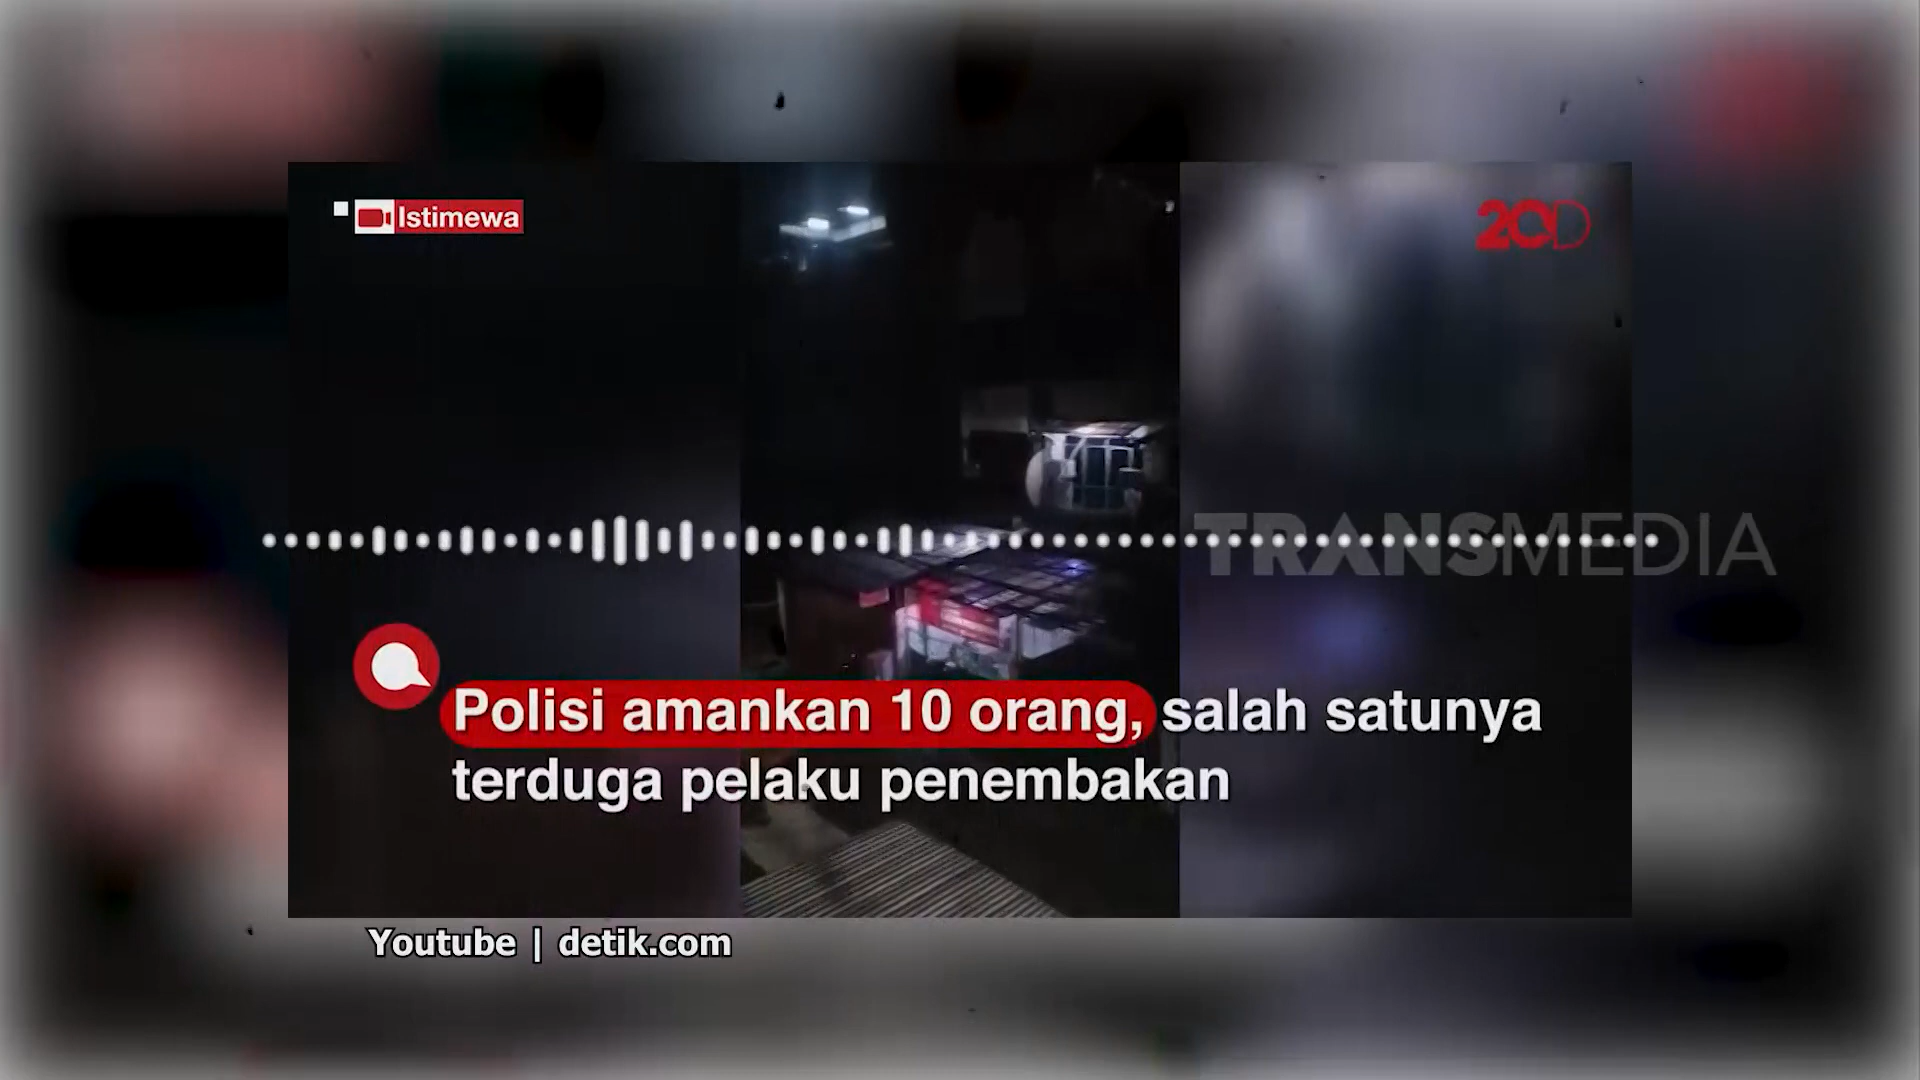 Istimewa
20D
TRANSMEDIA
Polisi amankan 10 orang, salah satunya
terduga pelaku penembakan
Youtube | detik.com